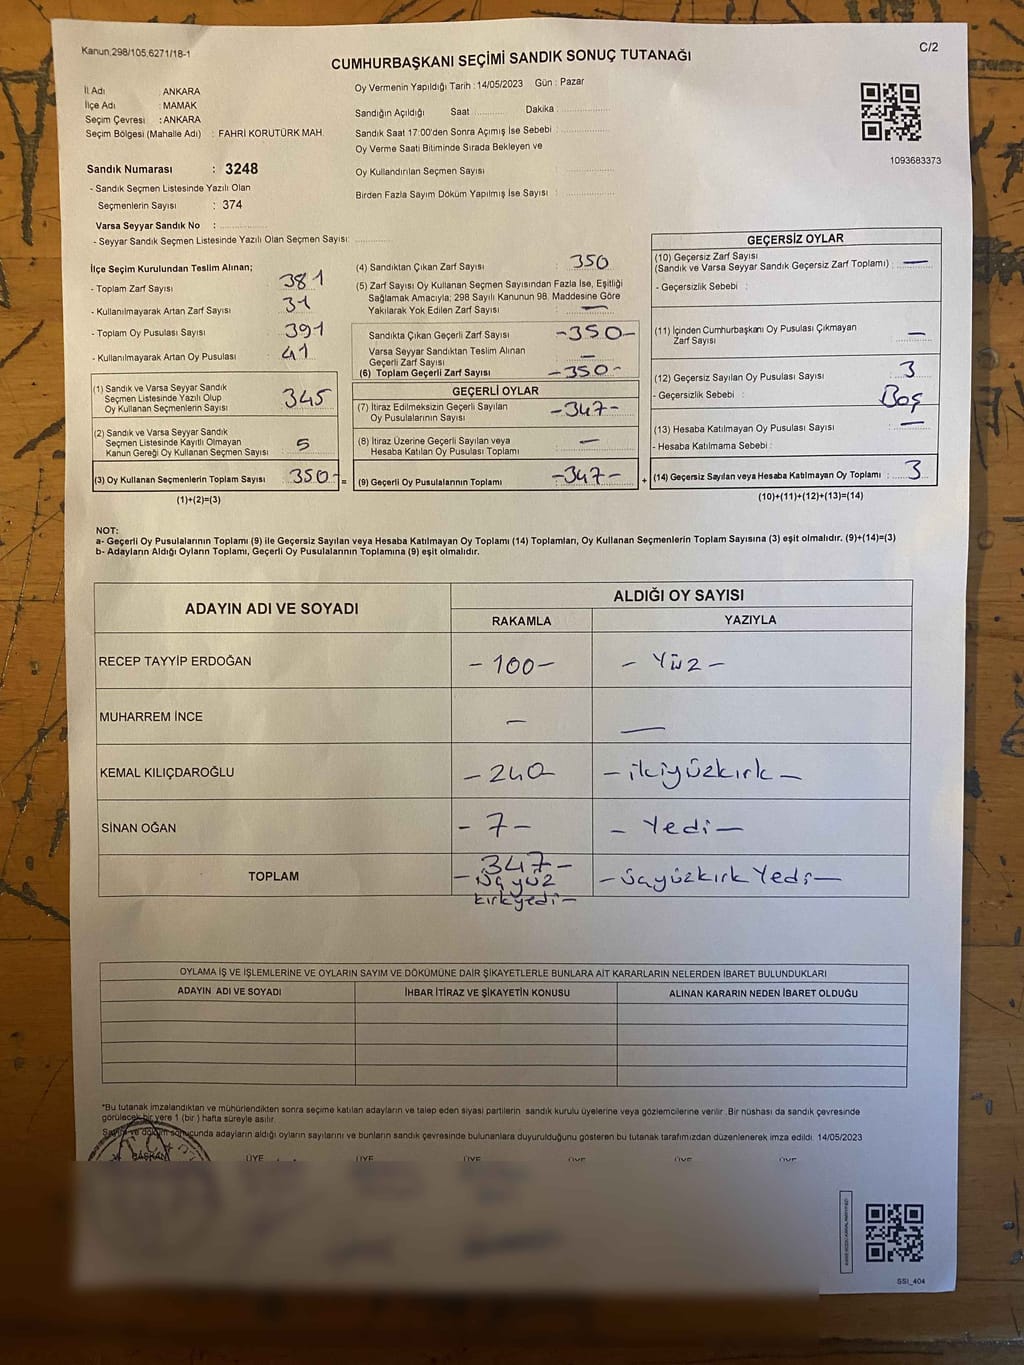 Kanun,298/105,6271/18-1
C/2
CUMHURBAŞKANI SEÇİMİ SANDIK SONUÇ TUTANAĞI
İl Adı : ANKARA
İlçe Adı : MAMAK
Seçim Çevresi : ANKARA
Seçim Bölgesi (Mahalle Adı) : FAHRİ KORUTÜRK MAH.
Oy Vermenin Yapıldığı Tarih : 14/05/2023 Gün : Pazar
Sandığın Açıldığı Saat Dakika :
Sandık Saat 17:00'den Sonra Açımış İse Sebebi :
Oy Verme Saati Bitiminde Sırada Bekleyen ve
Oy Kullandırılan Seçmen Sayısı :
Birden Fazla Sayım Döküm Yapılmış İse Sayısı :
1093683373
Sandık Numarası : 3248
- Sandık Seçmen Listesinde Yazılı Olan
Seçmenlerin Sayısı : 374
Varsa Seyyar Sandık No :
- Seyyar Sandık Seçmen Listesinde Yazılı Olan Seçmen Sayısı:
İlçe Seçim Kurulundan Teslim Alınan;
- Toplam Zarf Sayısı 381
- Kullanılmayarak Artan Zarf Sayısı 31
- Toplam Oy Pusulası Sayısı 391
- Kullanılmayarak Artan Oy Pusulası 41
(1) Sandık ve Varsa Seyyar Sandık
Seçmen Listesinde Yazılı Olup
Oy Kullanan Seçmenlerin Sayısı 345
(2) Sandık ve Varsa Seyyar Sandık
Seçmen Listesinde Kayıtlı Olmayan
Kanun Gereği Oy Kullanan Seçmen Sayısı 5
(3) Oy Kullanan Seçmenlerin Toplam Sayısı 350- =
(1)+(2)=(3)
(4) Sandıktan Çıkan Zarf Sayısı 350
(5) Zarf Sayısı Oy Kullanan Seçmen Sayısından Fazla İse, Eşitliği
Sağlamak Amacıyla; 298 Sayılı Kanunun 98. Maddesine Göre
Yakılarak Yok Edilen Zarf Sayısı —
Sandıkta Çıkan Geçerli Zarf Sayısı -350-
Varsa Seyyar Sandıktan Teslim Alınan
Geçerli Zarf Sayısı —
(6) Toplam Geçerli Zarf Sayısı -350-
GEÇERLİ OYLAR
(7) İtiraz Edilmeksizin Geçerli Sayılan
Oy Pusulalarının Sayısı -347-
(8) İtiraz Üzerine Geçerli Sayılan veya
Hesaba Katılan Oy Pusulası Toplamı —
(9) Geçerli Oy Pusulalarının Toplamı -347- +
GEÇERSİZ OYLAR
(10) Geçersiz Zarf Sayısı
(Sandık ve Varsa Seyyar Sandık Geçersiz Zarf Toplamı) : —
- Geçersizlik Sebebi :
(11) İçinden Cumhurbaşkanı Oy Pusulası Çıkmayan
Zarf Sayısı —
(12) Geçersiz Sayılan Oy Pusulası Sayısı 3
- Geçersizlik Sebebi : Boş
(13) Hesaba Katılmayan Oy Pusulası Sayısı : —
- Hesaba Katılmama Sebebi :
(14) Geçersiz Sayılan veya Hesaba Katılmayan Oy Toplamı : 3
(10)+(11)+(12)+(13)=(14)
NOT:
a- Geçerli Oy Pusulalarının Toplamı (9) ile Geçersiz Sayılan veya Hesaba Katılmayan Oy Toplamı (14) Toplamları, Oy Kullanan Seçmenlerin Toplam Sayısına (3) eşit olmalıdır. (9)+(14)=(3)
b- Adayların Aldığı Oyların Toplamı, Geçerli Oy Pusulalarının Toplamına (9) eşit olmalıdır.
ADAYIN ADI VE SOYADI
ALDIĞI OY SAYISI
RAKAMLA YAZIYLA
RECEP TAYYİP ERDOĞAN -100- -Yüz-
MUHARREM İNCE — —
KEMAL KILIÇDAROĞLU -240- -ikiyüzkırk-
SİNAN OĞAN -7- -Yedi-
TOPLAM 347- -üçyüz kırkyedi- -üçyüzkırkYedi-
OYLAMA İŞ VE İŞLEMLERİNE VE OYLARIN SAYIM VE DÖKÜMÜNE DAİR ŞİKAYETLERLE BUNLARA AİT KARARLARIN NELERDEN İBARET BULUNDUKLARI
ADAYIN ADI VE SOYADI İHBAR İTİRAZ VE ŞİKAYETİN KONUSU ALINAN KARARIN NEDEN İBARET OLDUĞU
*Bu tutanak imzalandıktan ve mühürlendikten sonra seçime katılan adayların ve talep eden siyasi partilerin sandık kurulu üyelerine veya gözlemcilerine verilir .Bir nüshası da sandık çevresinde
görülecek bir yere 1 (bir ) hafta süreyle asılır.
Sayım ve döküm sonucunda adayların aldığı oyların sayılarını ve bunların sandık çevresinde bulunanlara duyurulduğunu gösteren bu tutanak tarafımızdan düzenlenerek imza edildi. 14/05/2023
BAŞKAN ÜYE ÜYE ÜYE ÜYE ÜYE ÜYE
SSI_404